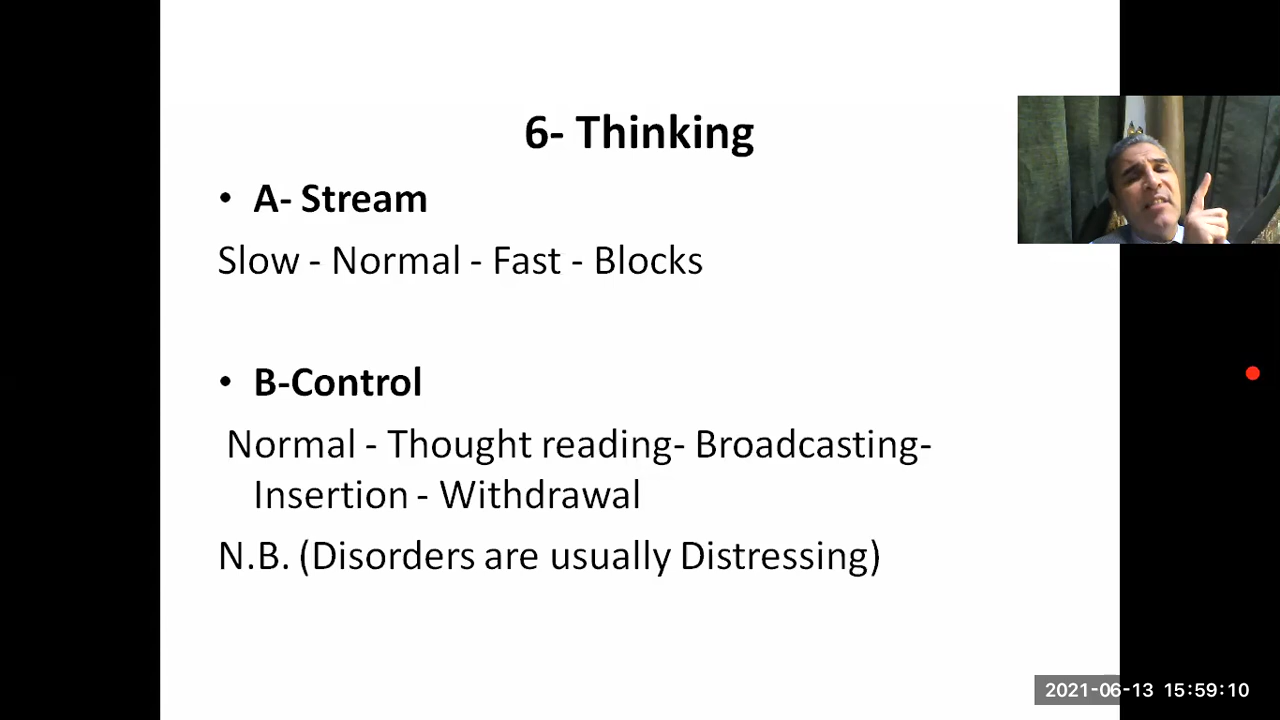 6- Thinking
• A- Stream
Slow - Normal - Fast - Blocks
• B-Control
Normal - Thought reading- Broadcasting-
Insertion - Withdrawal
N.B. (Disorders are usually Distressing)
2021-06-13 15:59:10